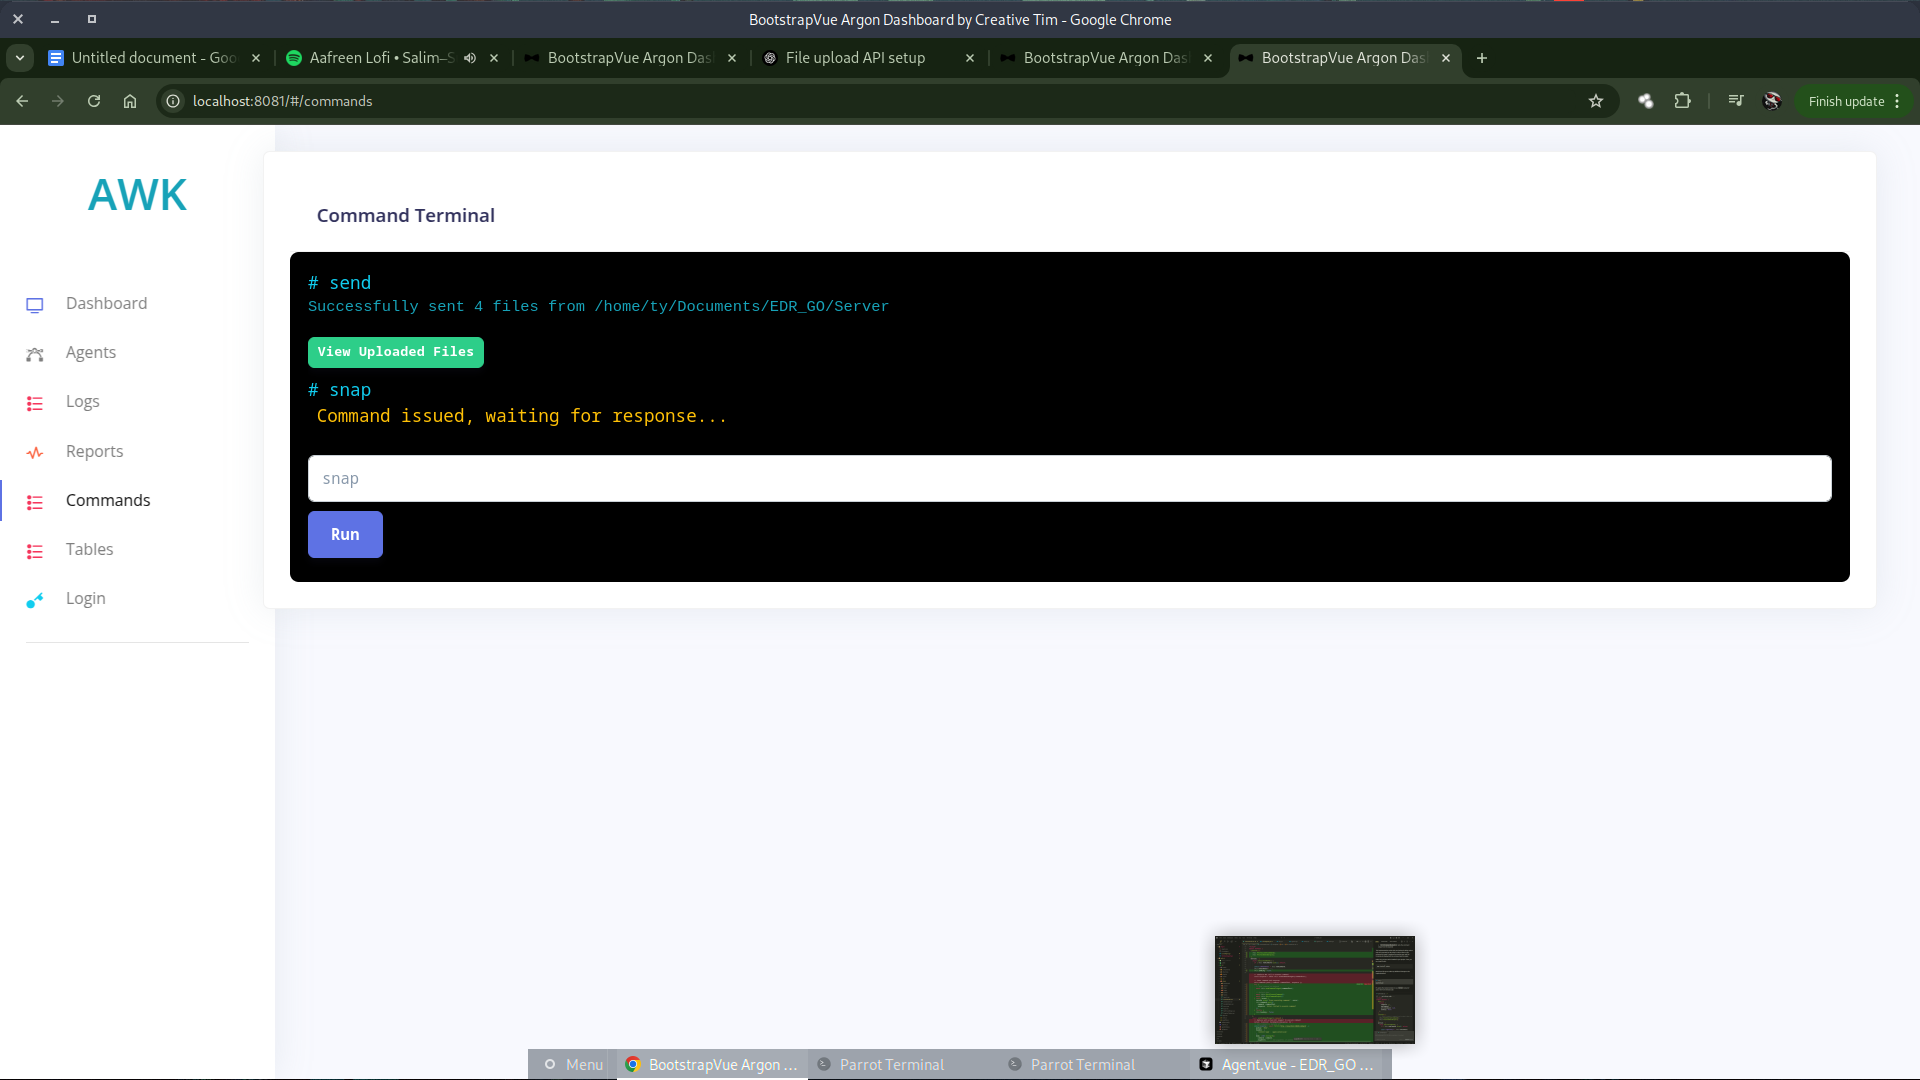 BootstrapVue Argon Dashboard by Creative Tim - Google Chrome
Untitled document - Goo
Aafreen Lofi • Salim–S
BootstrapVue Argon Das
File upload API setup
BootstrapVue Argon Das
BootstrapVue Argon Das
localhost:8081/#/commands
Finish update
AWK
Dashboard
Agents
Logs
Reports
Commands
Tables
Login
Command Terminal
# send
Successfully sent 4 files from /home/ty/Documents/EDR_GO/Server
View Uploaded Files
# snap
Command issued, waiting for response...
snap
Run
Menu
BootstrapVue Argon ...
Parrot Terminal
Parrot Terminal
Agent.vue - EDR_GO ...